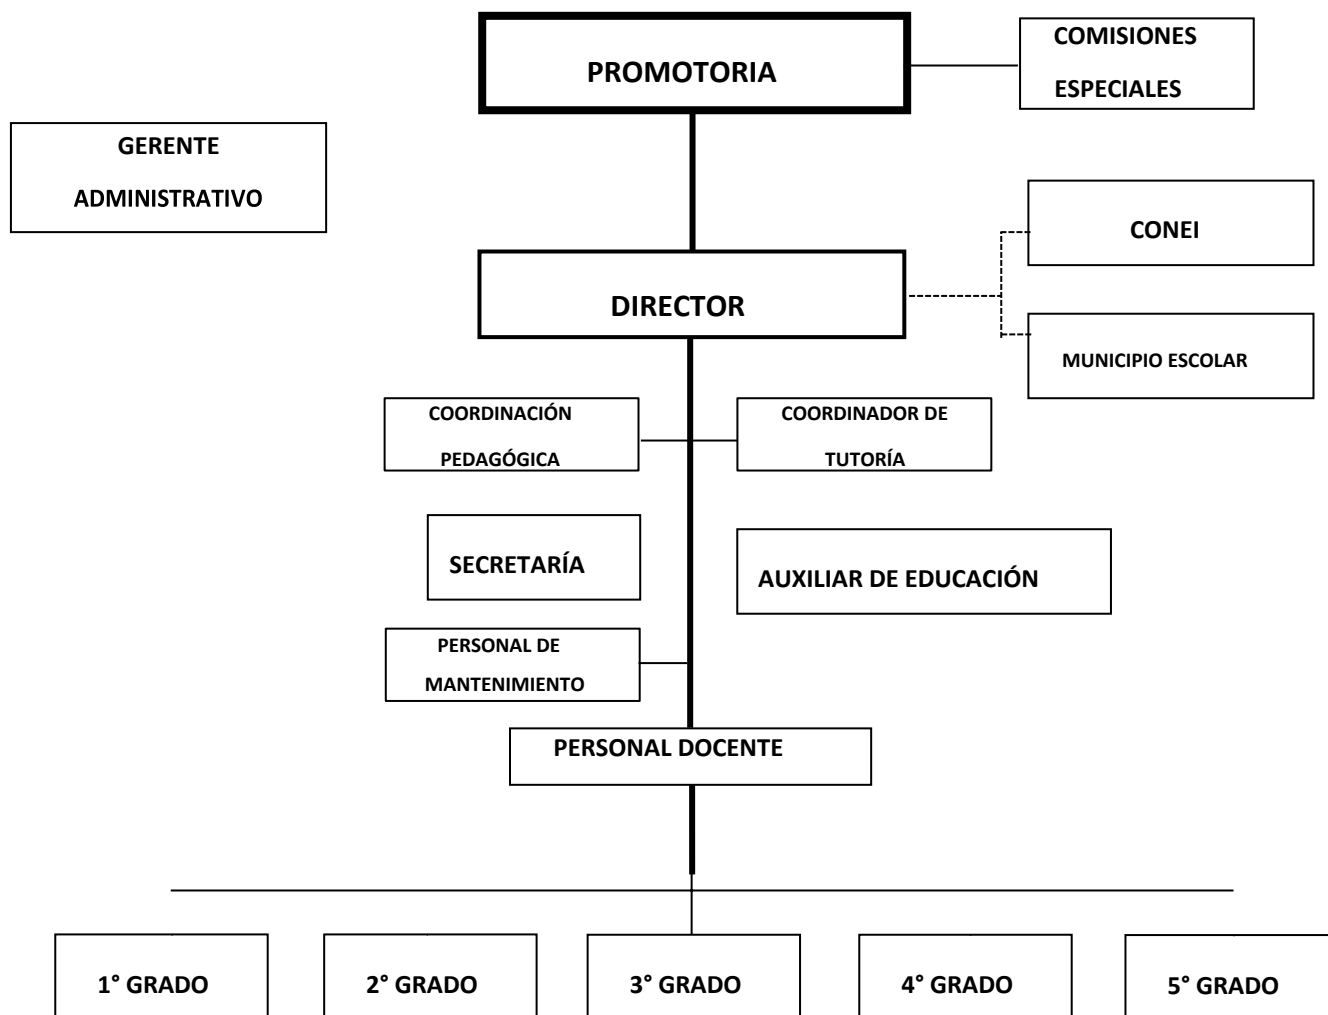 PROMOTORIA
COMISIONES
ESPECIALES
GERENTE
ADMINISTRATIVO
CONEI
DIRECTOR
MUNICIPIO ESCOLAR
COORDINACIÓN
PEDAGÓGICA
COORDINADOR DE
TUTORÍA
SECRETARÍA
AUXILIAR DE EDUCACIÓN
PERSONAL DE
MANTENIMIENTO
PERSONAL DOCENTE
1° GRADO
2° GRADO
3° GRADO
4° GRADO
5° GRADO